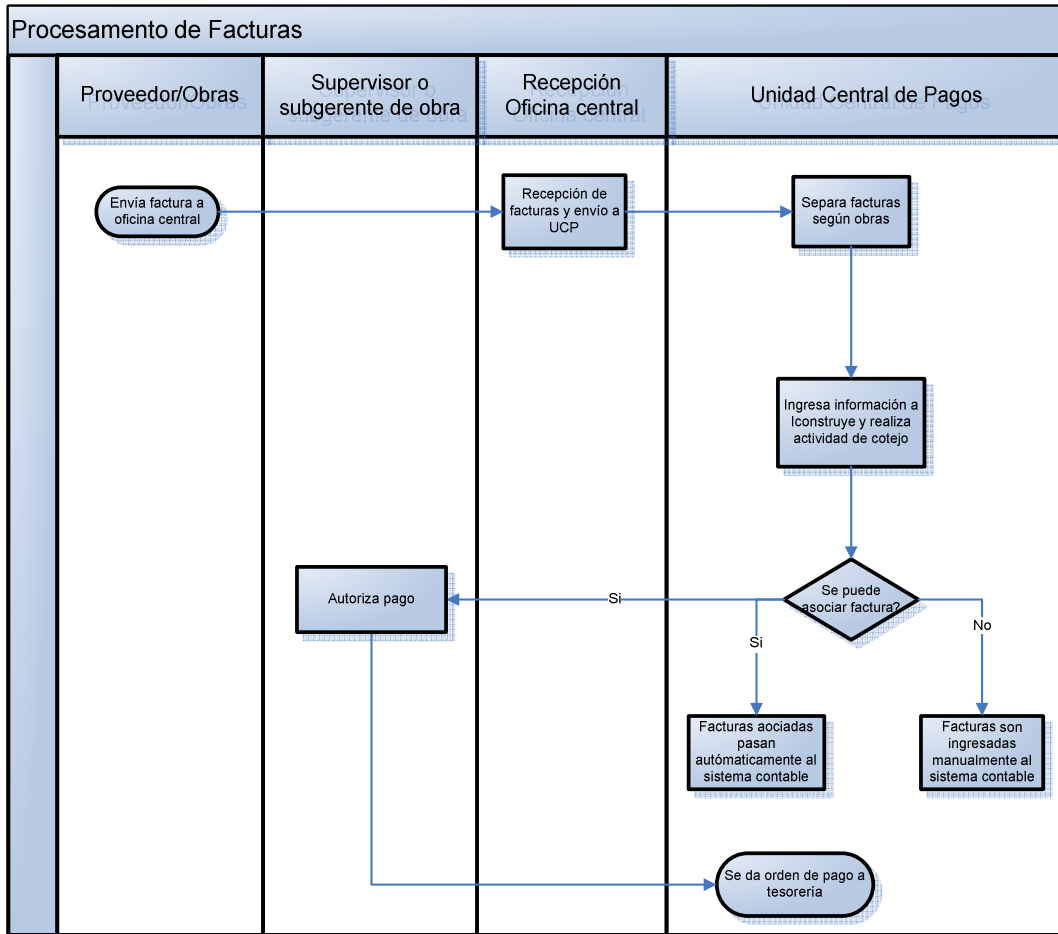 Procesamento de Facturas
Proveedor/Obras
Supervisor o
subgerente de obra
Recepción
Oficina central
Unidad Central de Pagos
Envía factura a
oficina central
Recepción de
facturas y envío a
UCP
Separa facturas
según obras
Ingresa información a
Iconstruye y realiza
actividad de cotejo
Autoriza pago
Si
Se puede
asociar factura?
Si
No
Facturas aociadas
pasan
autómaticamente al
sistema contable
Facturas son
ingresadas
manualmente al
sistema contable
Se da orden de pago a
tesorería